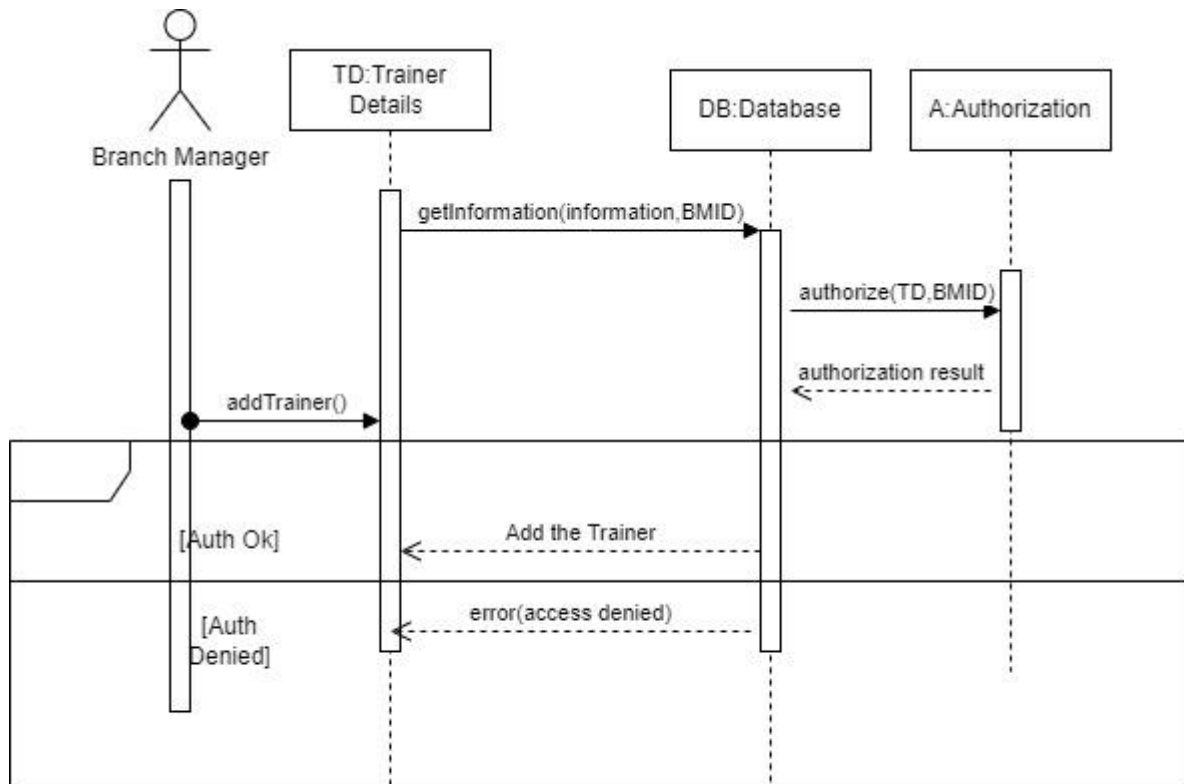 TD:Trainer
Details
DB:Database
A:Authorization
Branch Manager
getInformation(information,BMID)
authorize(TD,BMID)
authorization result
addTrainer()
[Auth Ok]
Add the Trainer
error(access denied)
[Auth
Denied]